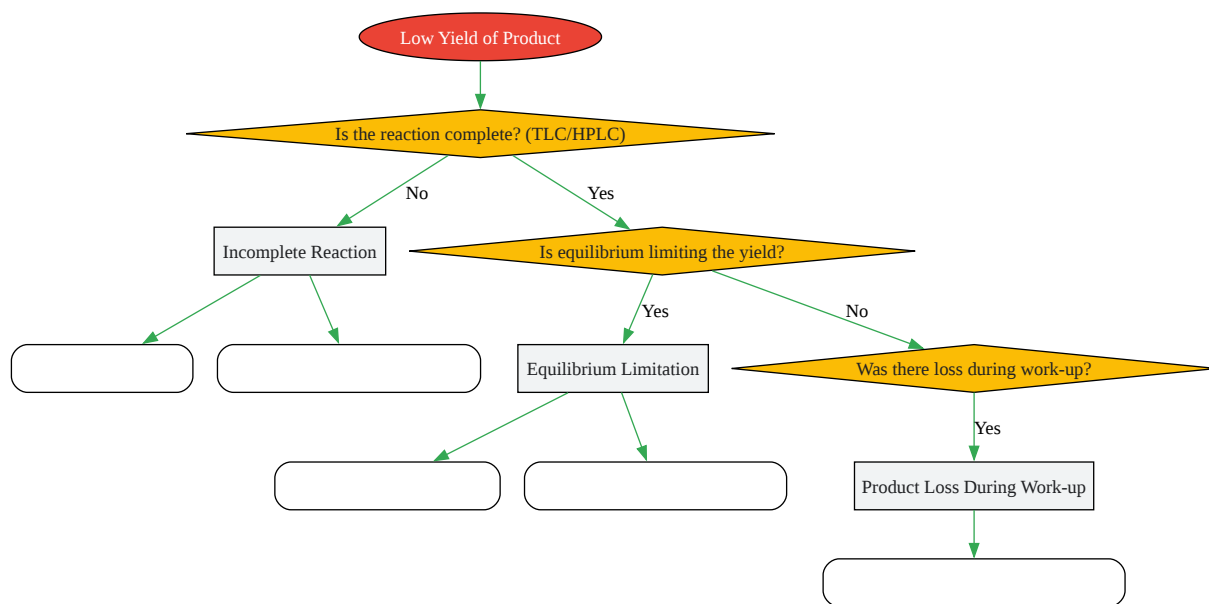 Low Yield of Product
Is the reaction complete? (TLC/HPLC)
No
Yes
Incomplete Reaction
Is equilibrium limiting the yield?
Yes
No
Equilibrium Limitation
Was there loss during work-up?
Yes
Product Loss During Work-up